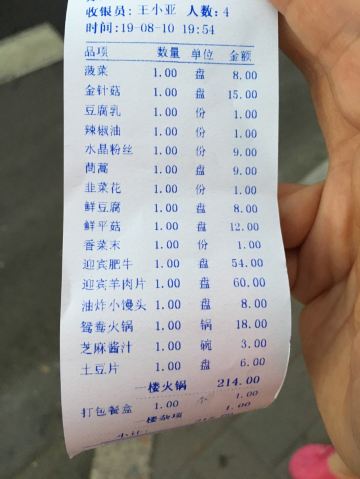 收银员: 王小亚 人数: 4
时间:19-08-10 19:54
品项 数量 单位 金额
菠菜 1.00 盘 8.00
金针菇 1.00 盘 15.00
豆腐乳 1.00 份 1.00
辣椒油 1.00 份 1.00
水晶粉丝 1.00 份 9.00
茼蒿 1.00 盘 9.00
韭菜花 1.00 份 1.00
鲜豆腐 1.00 盘 8.00
鲜平菇 1.00 盘 12.00
香菜末 1.00 份 1.00
迎宾肥牛 1.00 盘 54.00
迎宾羊肉片 1.00 盘 60.00
油炸小馒头 1.00 盘 8.00
鸳鸯火锅 1.00 锅 18.00
芝麻酱汁 1.00 碗 3.00
土豆片 1.00 盘 6.00
一楼火锅 214.00
打包餐盒 1.00 1.00
一楼杂项 1.00
小计: